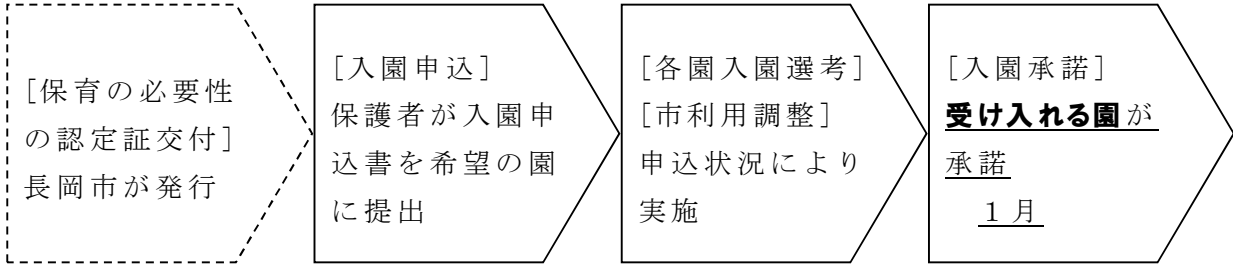 [保育の必要性
の認定証交付]
長岡市が発行
[入園申込]
保護者が入園申
込書を希望の園
に提出
[各園入園選考]
[市利用調整]
申込状況により
実施
[入園承諾]
受け入れる園が
承諾
１月